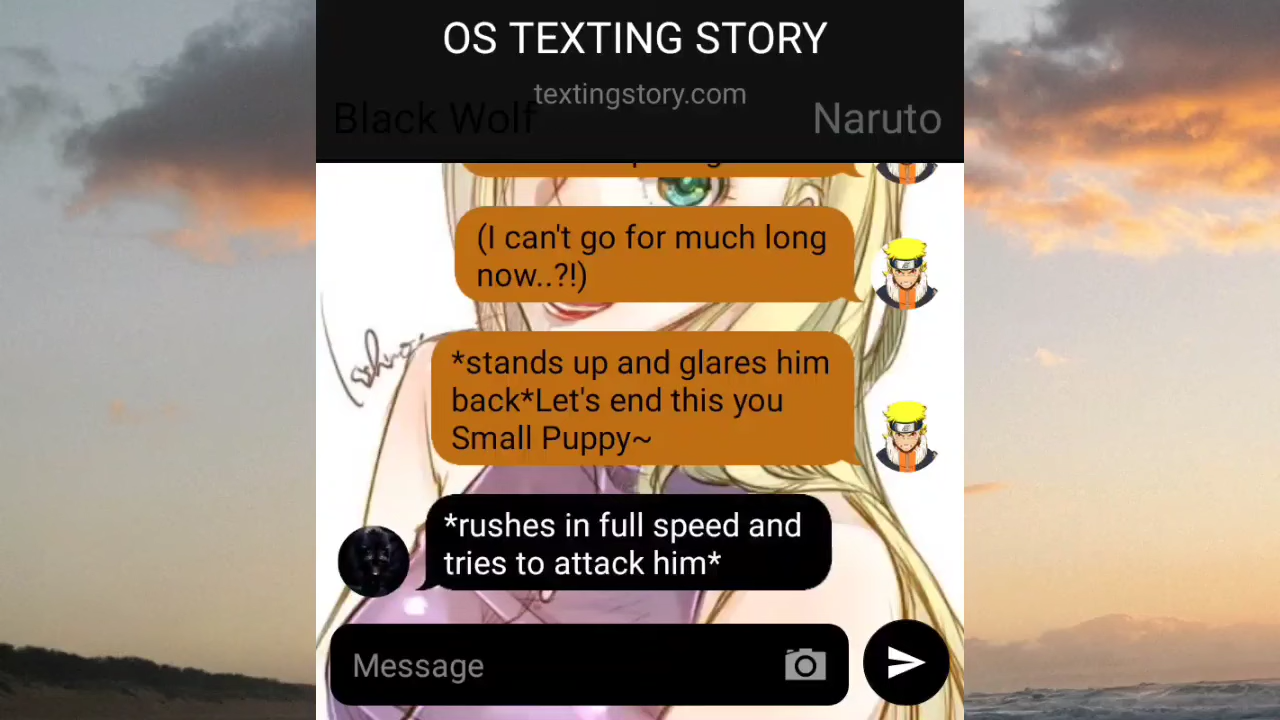 OS TEXTING STORY
textingstory.com
Black Wolf
Naruto
(I can't go for much long
now..?!)
*stands up and glares him
back*Let's end this you
Small Puppy~
*rushes in full speed and
tries to attack him*
Message